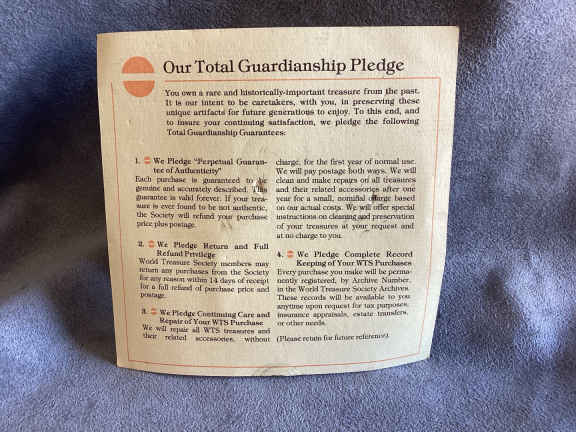 Our Total Guardianship Pledge
You own a rare and historically-important treasure from the past.
It is our intent to be caretakers, with you, in preserving these
unique artifacts for future generations to enjoy. To this end, and
to insure your continuing satisfaction, we pledge the following
Total Guardianship Guarantees:
1. We Pledge "Perpetual Guaran-
tee of Authenticity"
Each purchase is guaranteed to be
genuine and accurately described. This
guarantee is valid forever. If your trea-
sure is ever found to be not authentic,
the Society will refund your purchase
price plus postage.
2. We Pledge Return and Full
Refund Privilege
World Treasure Society members may
return any purchases from the Society
for any reason within 14 days of receipt
for a full refund of purchase price and
postage.
3. We Pledge Continuing Care and
Repair of Your WTS Purchase
We will repair all WTS treasures and
their related accessories, without
charge, for the first year of normal use.
We will pay postage both ways. We will
clean and make repairs on all treasures
and their related accessories after one
year for a small, nominal charge based
on our actual costs. We will offer special
instructions on cleaning and preservation
of your treasures at your request and
at no charge to you.
4. We Pledge Complete Record
Keeping of Your WTS Purchases
Every purchase you make will be perma-
nently registered, by Archive Number,
in the World Treasure Society Archives.
These records will be available to you
anytime upon request for tax purposes,
insurance appraisals, estate transfers,
or other needs.
(Please retain for future reference).